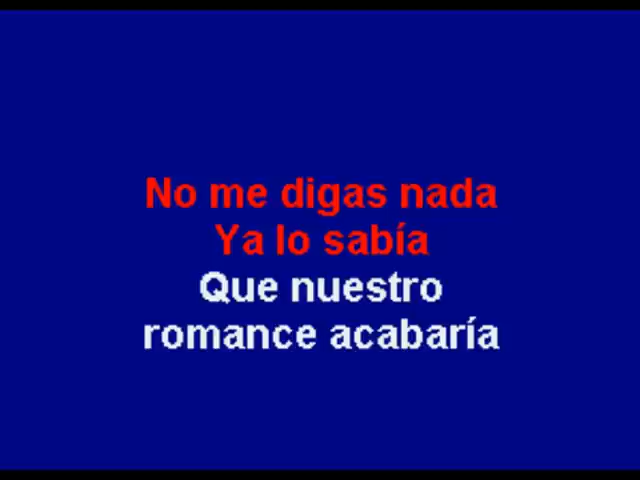 No me digas nada
Ya lo sabía
Que nuestro
romance acabaría